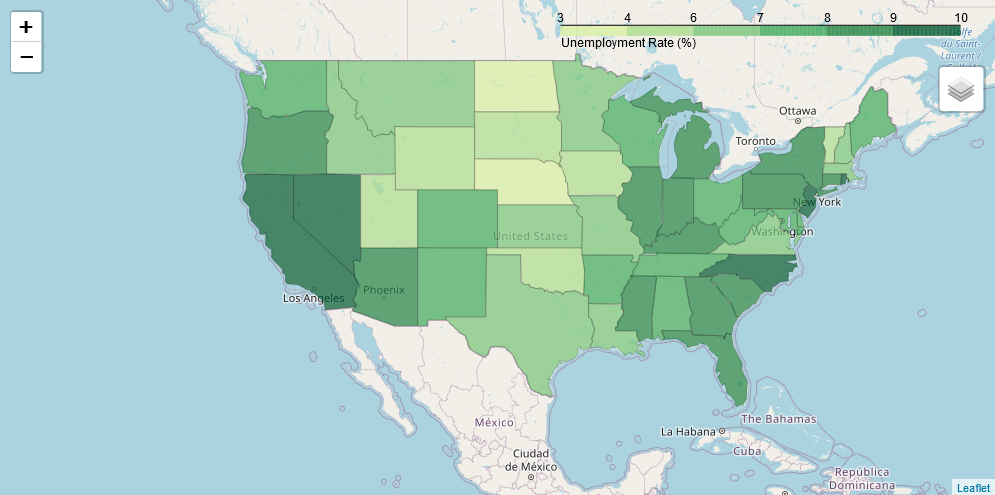 +
−
3 4 6 7 8 9 10
Unemployment Rate (%)
du Saint-
Laurent /
Ottawa
Toronto
New York
Washington
United States
Phoenix
Los Angeles
México
Ciudad
de México
La Habana
The Bahamas
Cuba
República
Dominicana
Leaflet